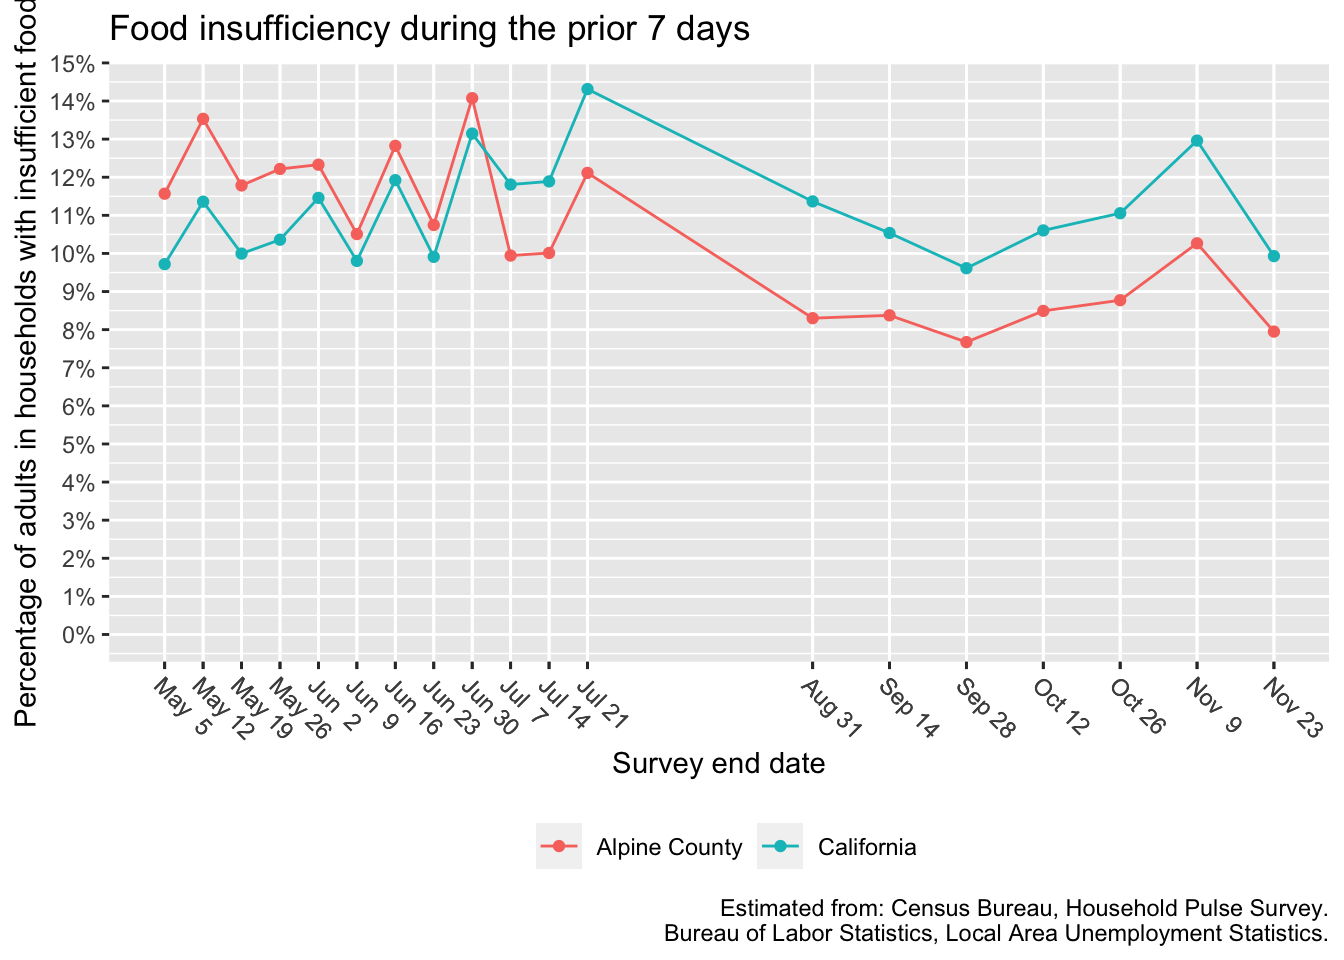 Food insufficiency during the prior 7 days
Percentage of adults in households with insufficient food
15%
14%
13%
12%
11%
10%
9%
8%
7%
6%
5%
4%
3%
2%
1%
0%
May 5
May 12
May 19
May 26
Jun 2
Jun 9
Jun 16
Jun 23
Jun 30
Jul 7
Jul 14
Jul 21
Aug 31
Sep 14
Sep 28
Oct 12
Oct 26
Nov 9
Nov 23
Survey end date
Alpine County
California
Estimated from: Census Bureau, Household Pulse Survey.
Bureau of Labor Statistics, Local Area Unemployment Statistics.